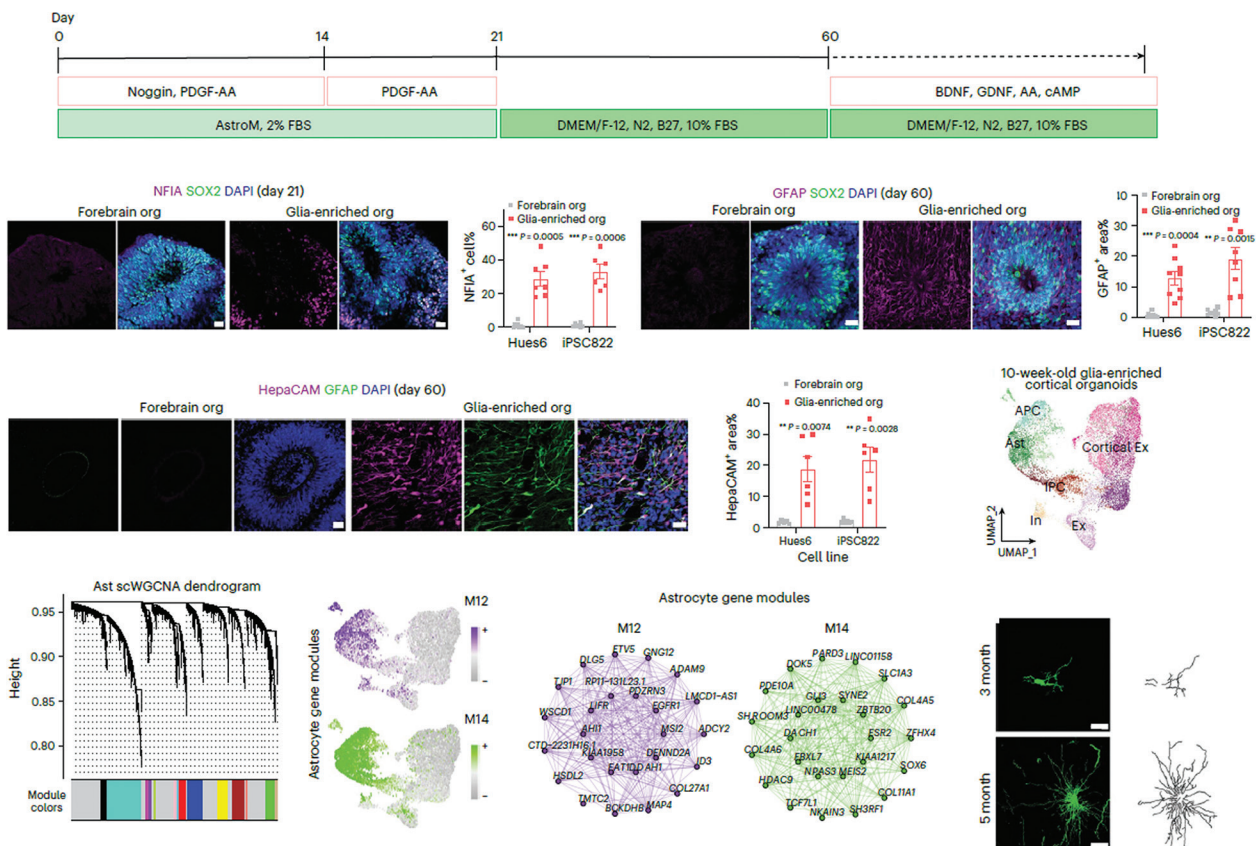 Day
0
14
21
60
Noggin, PDGF-AA
PDGF-AA
BDNF, GDNF, AA, cAMP
AstroM, 2% FBS
DMEM/F-12, N2, B27, 10% FBS
DMEM/F-12, N2, B27, 10% FBS
NFIA SOX2 DAPI (day 21)
Forebrain org
Glia-enriched org
Forebrain org
Glia-enriched org
NFIA+ cell%
60
40
20
0
*** P = 0.0005
*** P = 0.0006
Hues6
iPSC822
GFAP SOX2 DAPI (day 60)
Forebrain org
Glia-enriched org
Forebrain org
Glia-enriched org
GFAP+ area%
30
20
10
0
*** P = 0.0004
** P = 0.0015
Hues6
iPSC822
HepaCAM GFAP DAPI (day 60)
Forebrain org
Glia-enriched org
Forebrain org
Glia-enriched org
HepaCAM+ area%
40
30
20
10
0
** P = 0.0074
** P = 0.0028
Hues6
iPSC822
Cell line
10-week-old glia-enriched
cortical organoids
APC
Ast
Cortical Ex
IPC
In
Ex
UMAP_2
UMAP_1
Ast scWGCNA dendrogram
Height
0.95
0.90
0.85
0.80
Module
colors
Astrocyte gene modules
M12
+
−
M14
+
−
Astrocyte gene modules
M12
ETV5
GNG12
DLG5
ADAM9
TJP1
RP11-131L23.1
PDZRN3
LMCD1-AS1
LIFR
EGFR1
WSCD1
AHI1
MSI2
ADCY2
CTD-2231H16.1
KIAA1958
DENND2A
EAT1
DDAH1
ID3
HSDL2
COL27A1
TMTC2
BCKDHB
MAP4
M14
PARD3
LINC01158
DOK5
SLC1A3
PDE10A
GLI3
SYNE2
COL4A5
SHROOM3
LINC00478
ZBTB20
DACH1
ESR2
ZFHX4
COL4A6
FBXL7
KIAA1217
NPAS3
MEIS2
SOX6
HDAC9
COL11A1
TCF7L1
NKAIN3
SH3RF1
3 month
5 month